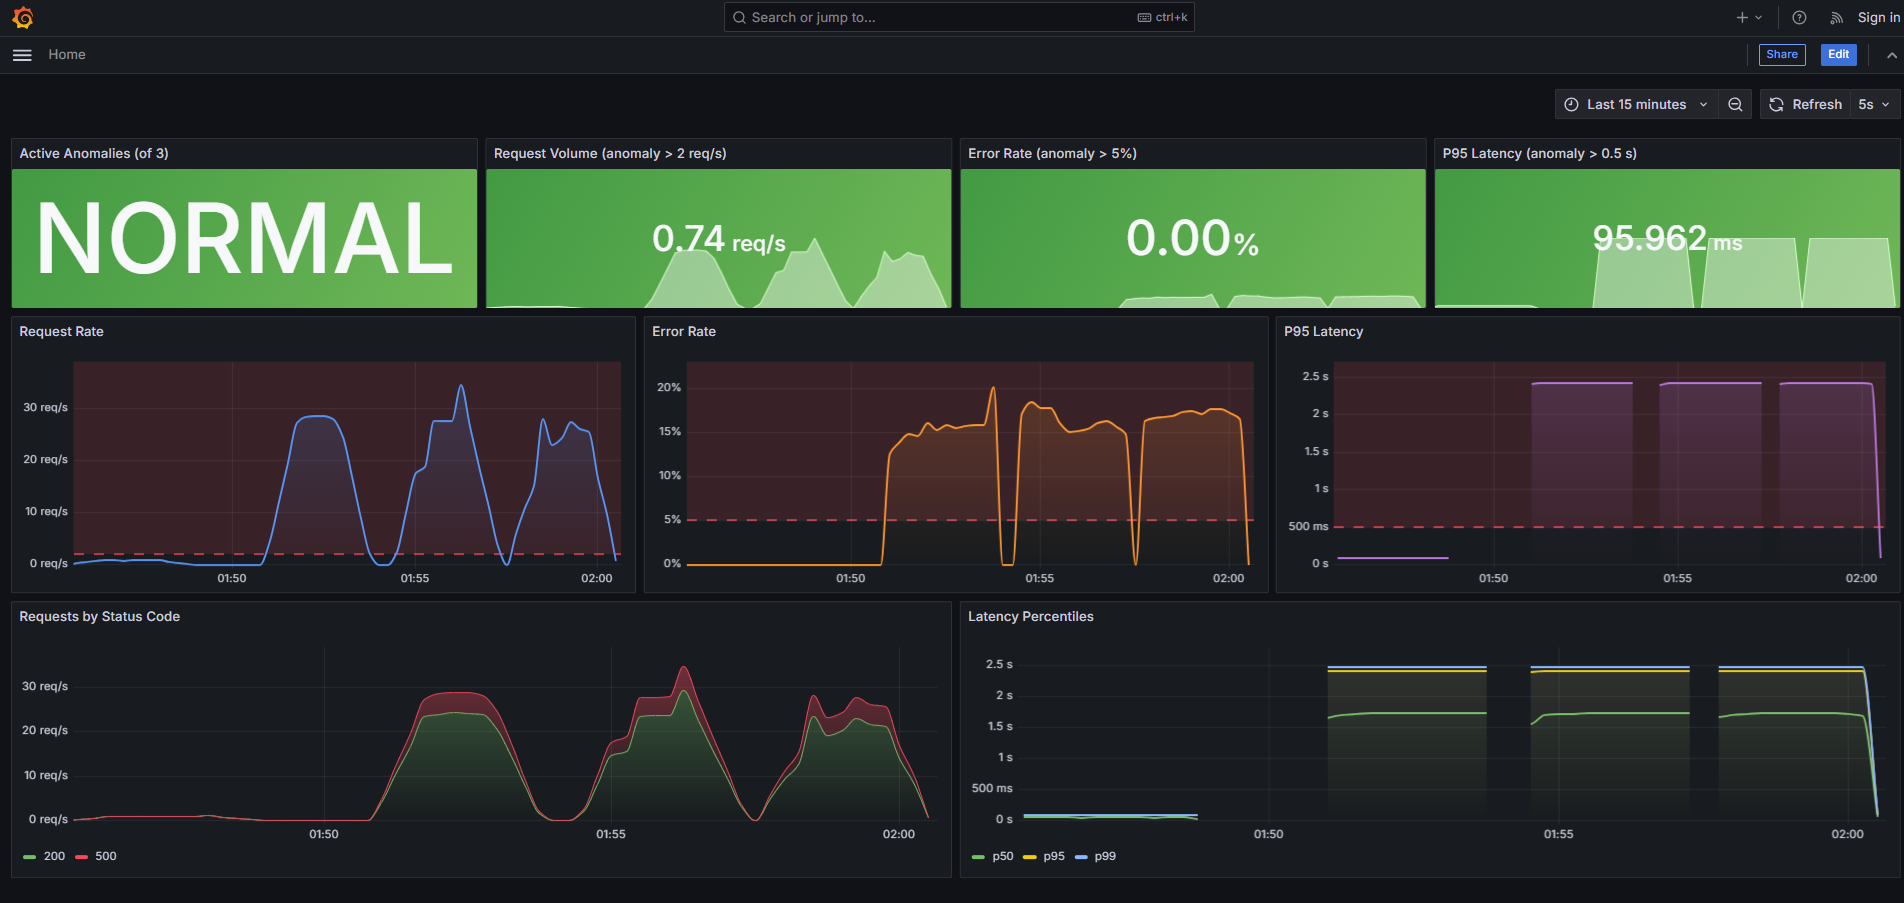 Search or jump to...
ctrl+k
Sign in
Home
Share
Edit
Last 15 minutes
Refresh
5s
Active Anomalies (of 3)
NORMAL
Request Volume (anomaly > 2 req/s)
0.74 req/s
Error Rate (anomaly > 5%)
0.00%
P95 Latency (anomaly > 0.5 s)
95.962 ms
Request Rate
30 req/s
20 req/s
10 req/s
0 req/s
01:50
01:55
02:00
Error Rate
20%
15%
10%
5%
0%
01:50
01:55
02:00
P95 Latency
2.5 s
2 s
1.5 s
1 s
500 ms
0 s
01:50
01:55
02:00
Requests by Status Code
30 req/s
20 req/s
10 req/s
0 req/s
01:50
01:55
02:00
200
500
Latency Percentiles
2.5 s
2 s
1.5 s
1 s
500 ms
0 s
01:50
01:55
02:00
p50
p95
p99